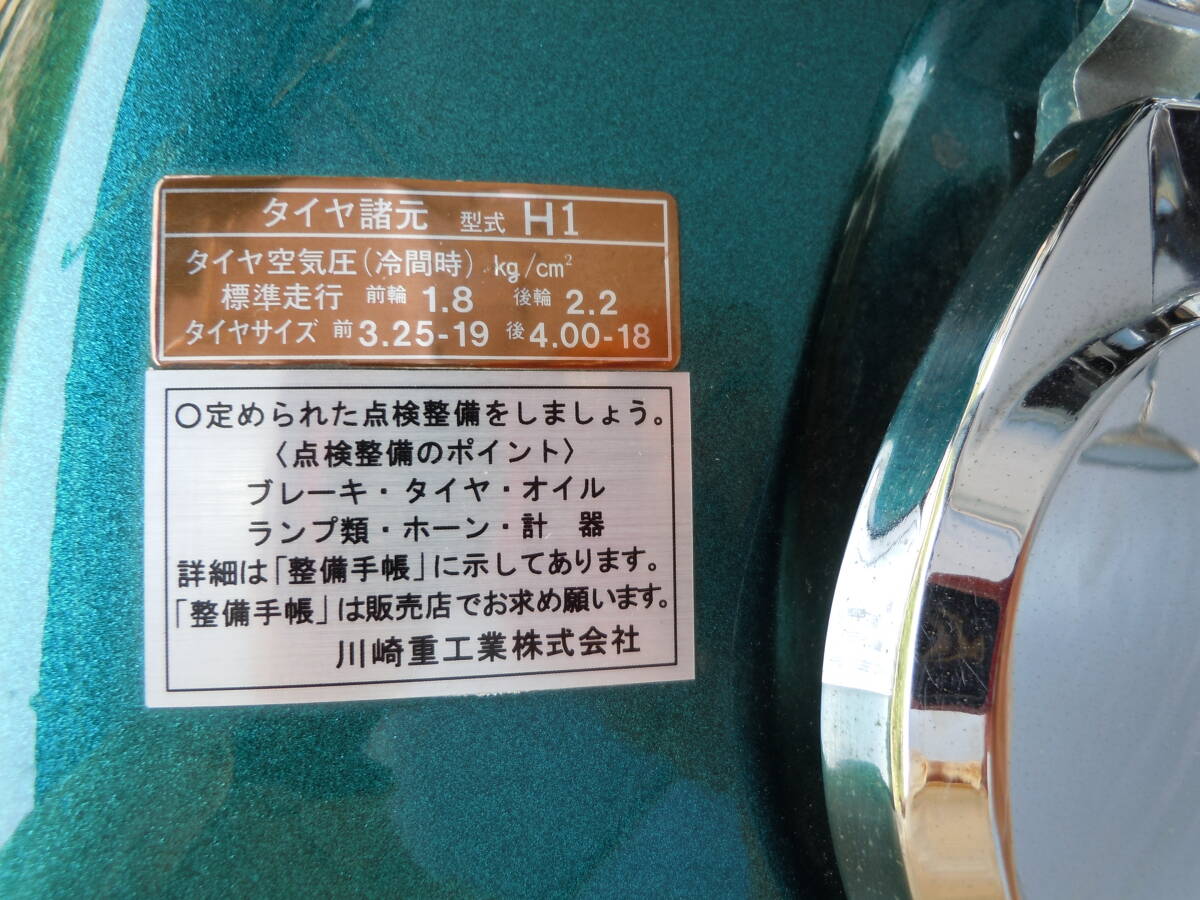 タイヤ諸元 型式 H1
タイヤ空気圧(冷間時) kg/cm²
標準走行 前輪 1.8 後輪 2.2
タイヤサイズ 前 3.25-19 後 4.00-18
○定められた点検整備をしましょう。
〈点検整備のポイント〉
ブレーキ・タイヤ・オイル
ランプ類・ホーン・計 器
詳細は「整備手帳」に示してあります。
「整備手帳」は販売店でお求め願います。
川崎重工業株式会社